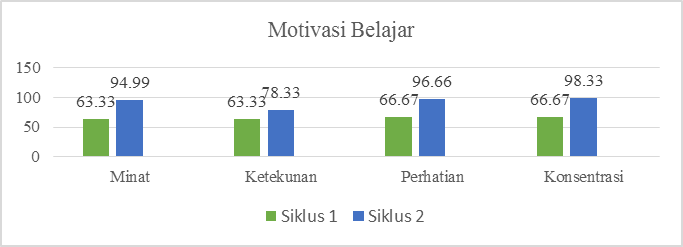 Motivasi Belajar
150
100
50
0
63.33 94.99
63.33 78.33
66.67 96.66
66.67 98.33
Minat Ketekunan Perhatian Konsentrasi
Siklus 1 Siklus 2